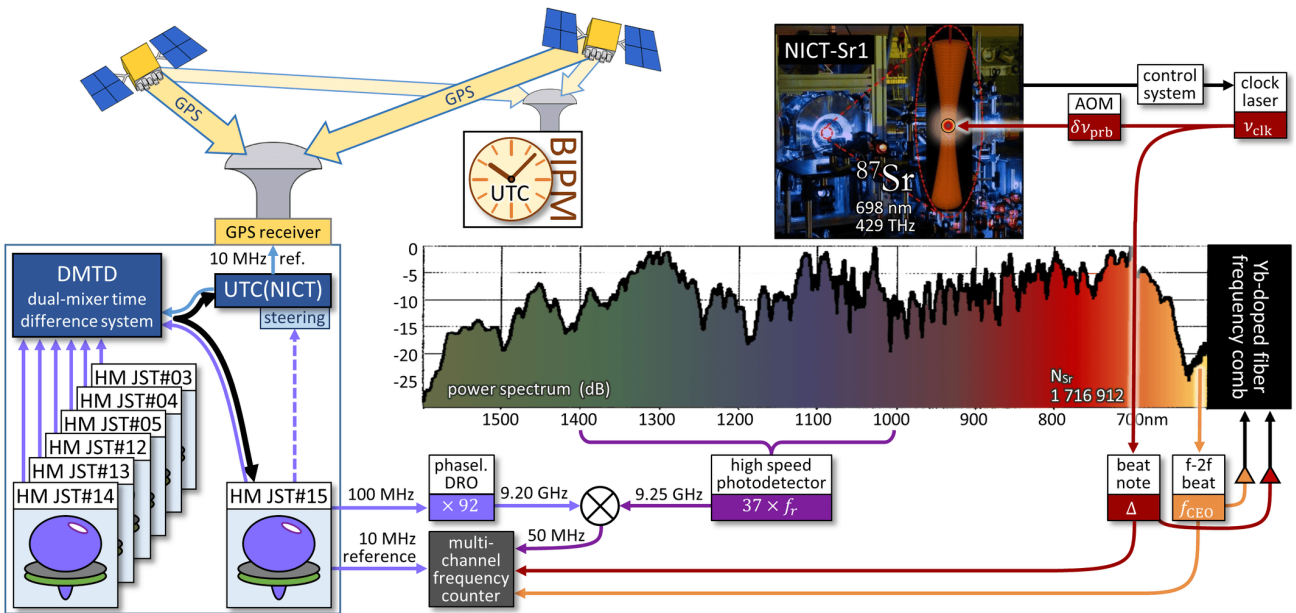 GPS
GPS
UTC
BIPM
NICT-Sr1
⁸⁷Sr
698 nm
429 THz
control
system
clock
laser
ν_clk
AOM
δν_prb
GPS receiver
10 MHz ref.
DMTD
dual-mixer time
difference system
UTC(NICT)
steering
HM JST#03
HM JST#04
HM JST#05
HM JST#12
HM JST#13
HM JST#14
HM JST#15
0
-5
-10
-15
-20
-25
power spectrum (dB)
N_Sr
1 716 912
1500
1400
1300
1200
1100
1000
900
800
700nm
Yb-doped fiber
frequency comb
100 MHz
phasel.
DRO
× 92
9.20 GHz
9.25 GHz
high speed
photodetector
37 × f_r
beat
note
Δ
f-2f
beat
f_CEO
10 MHz
reference
50 MHz
multi-
channel
frequency
counter